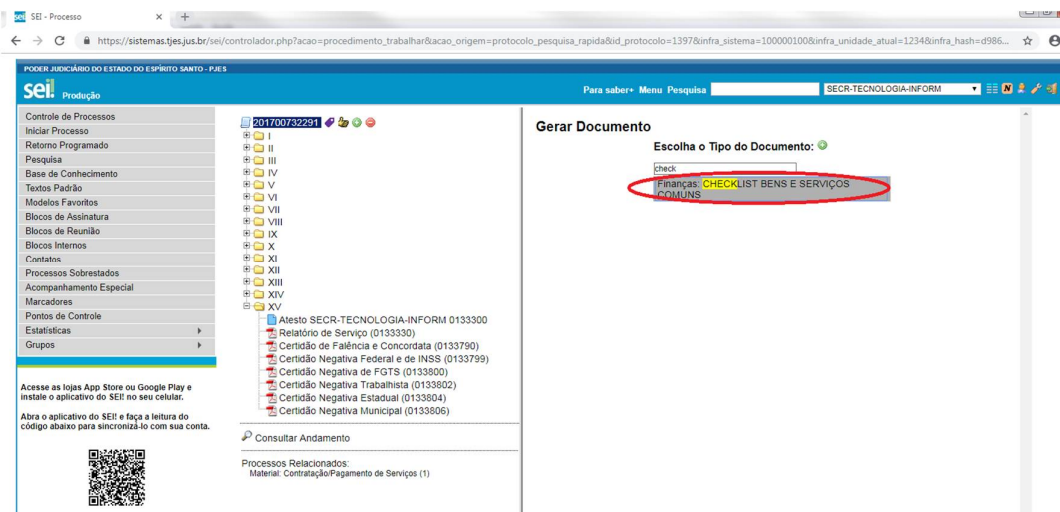 SEI - Processo
https://sistemas.tjes.jus.br/sei/controlador.php?acao=procedimento_trabalhar&acao_origem=protocolo_pesquisa_rapida&id_protocolo=1397&infra_sistema=100000100&infra_unidade_atual=1234&infra_hash=d986...
PODER JUDICIÁRIO DO ESTADO DO ESPÍRITO SANTO - PJES
sei! Produção
Para saber+ Menu Pesquisa
SECR-TECNOLOGIA-INFORM
N
Controle de Processos
Iniciar Processo
Retorno Programado
Pesquisa
Base de Conhecimento
Textos Padrão
Modelos Favoritos
Blocos de Assinatura
Blocos de Reunião
Blocos Internos
Contatos
Processos Sobrestados
Acompanhamento Especial
Marcadores
Pontos de Controle
Estatísticas
Grupos
Acesse as lojas App Store ou Google Play e
instale o aplicativo do SEI! no seu celular.
Abra o aplicativo do SEI! e faça a leitura do
código abaixo para sincronizá-lo com sua conta.
201700732291
I
II
III
IV
V
VI
VII
VIII
IX
X
XI
XII
XIII
XIV
XV
Atesto SECR-TECNOLOGIA-INFORM 0133300
Relatório de Serviço (0133330)
Certidão de Falência e Concordata (0133790)
Certidão Negativa Federal e de INSS (0133799)
Certidão Negativa de FGTS (0133800)
Certidão Negativa Trabalhista (0133802)
Certidão Negativa Estadual (0133804)
Certidão Negativa Municipal (0133806)
Consultar Andamento
Processos Relacionados:
Material: Contratação/Pagamento de Serviços (1)
Gerar Documento
Escolha o Tipo do Documento:
check
Finanças: CHECKLIST BENS E SERVIÇOS
COMUNS